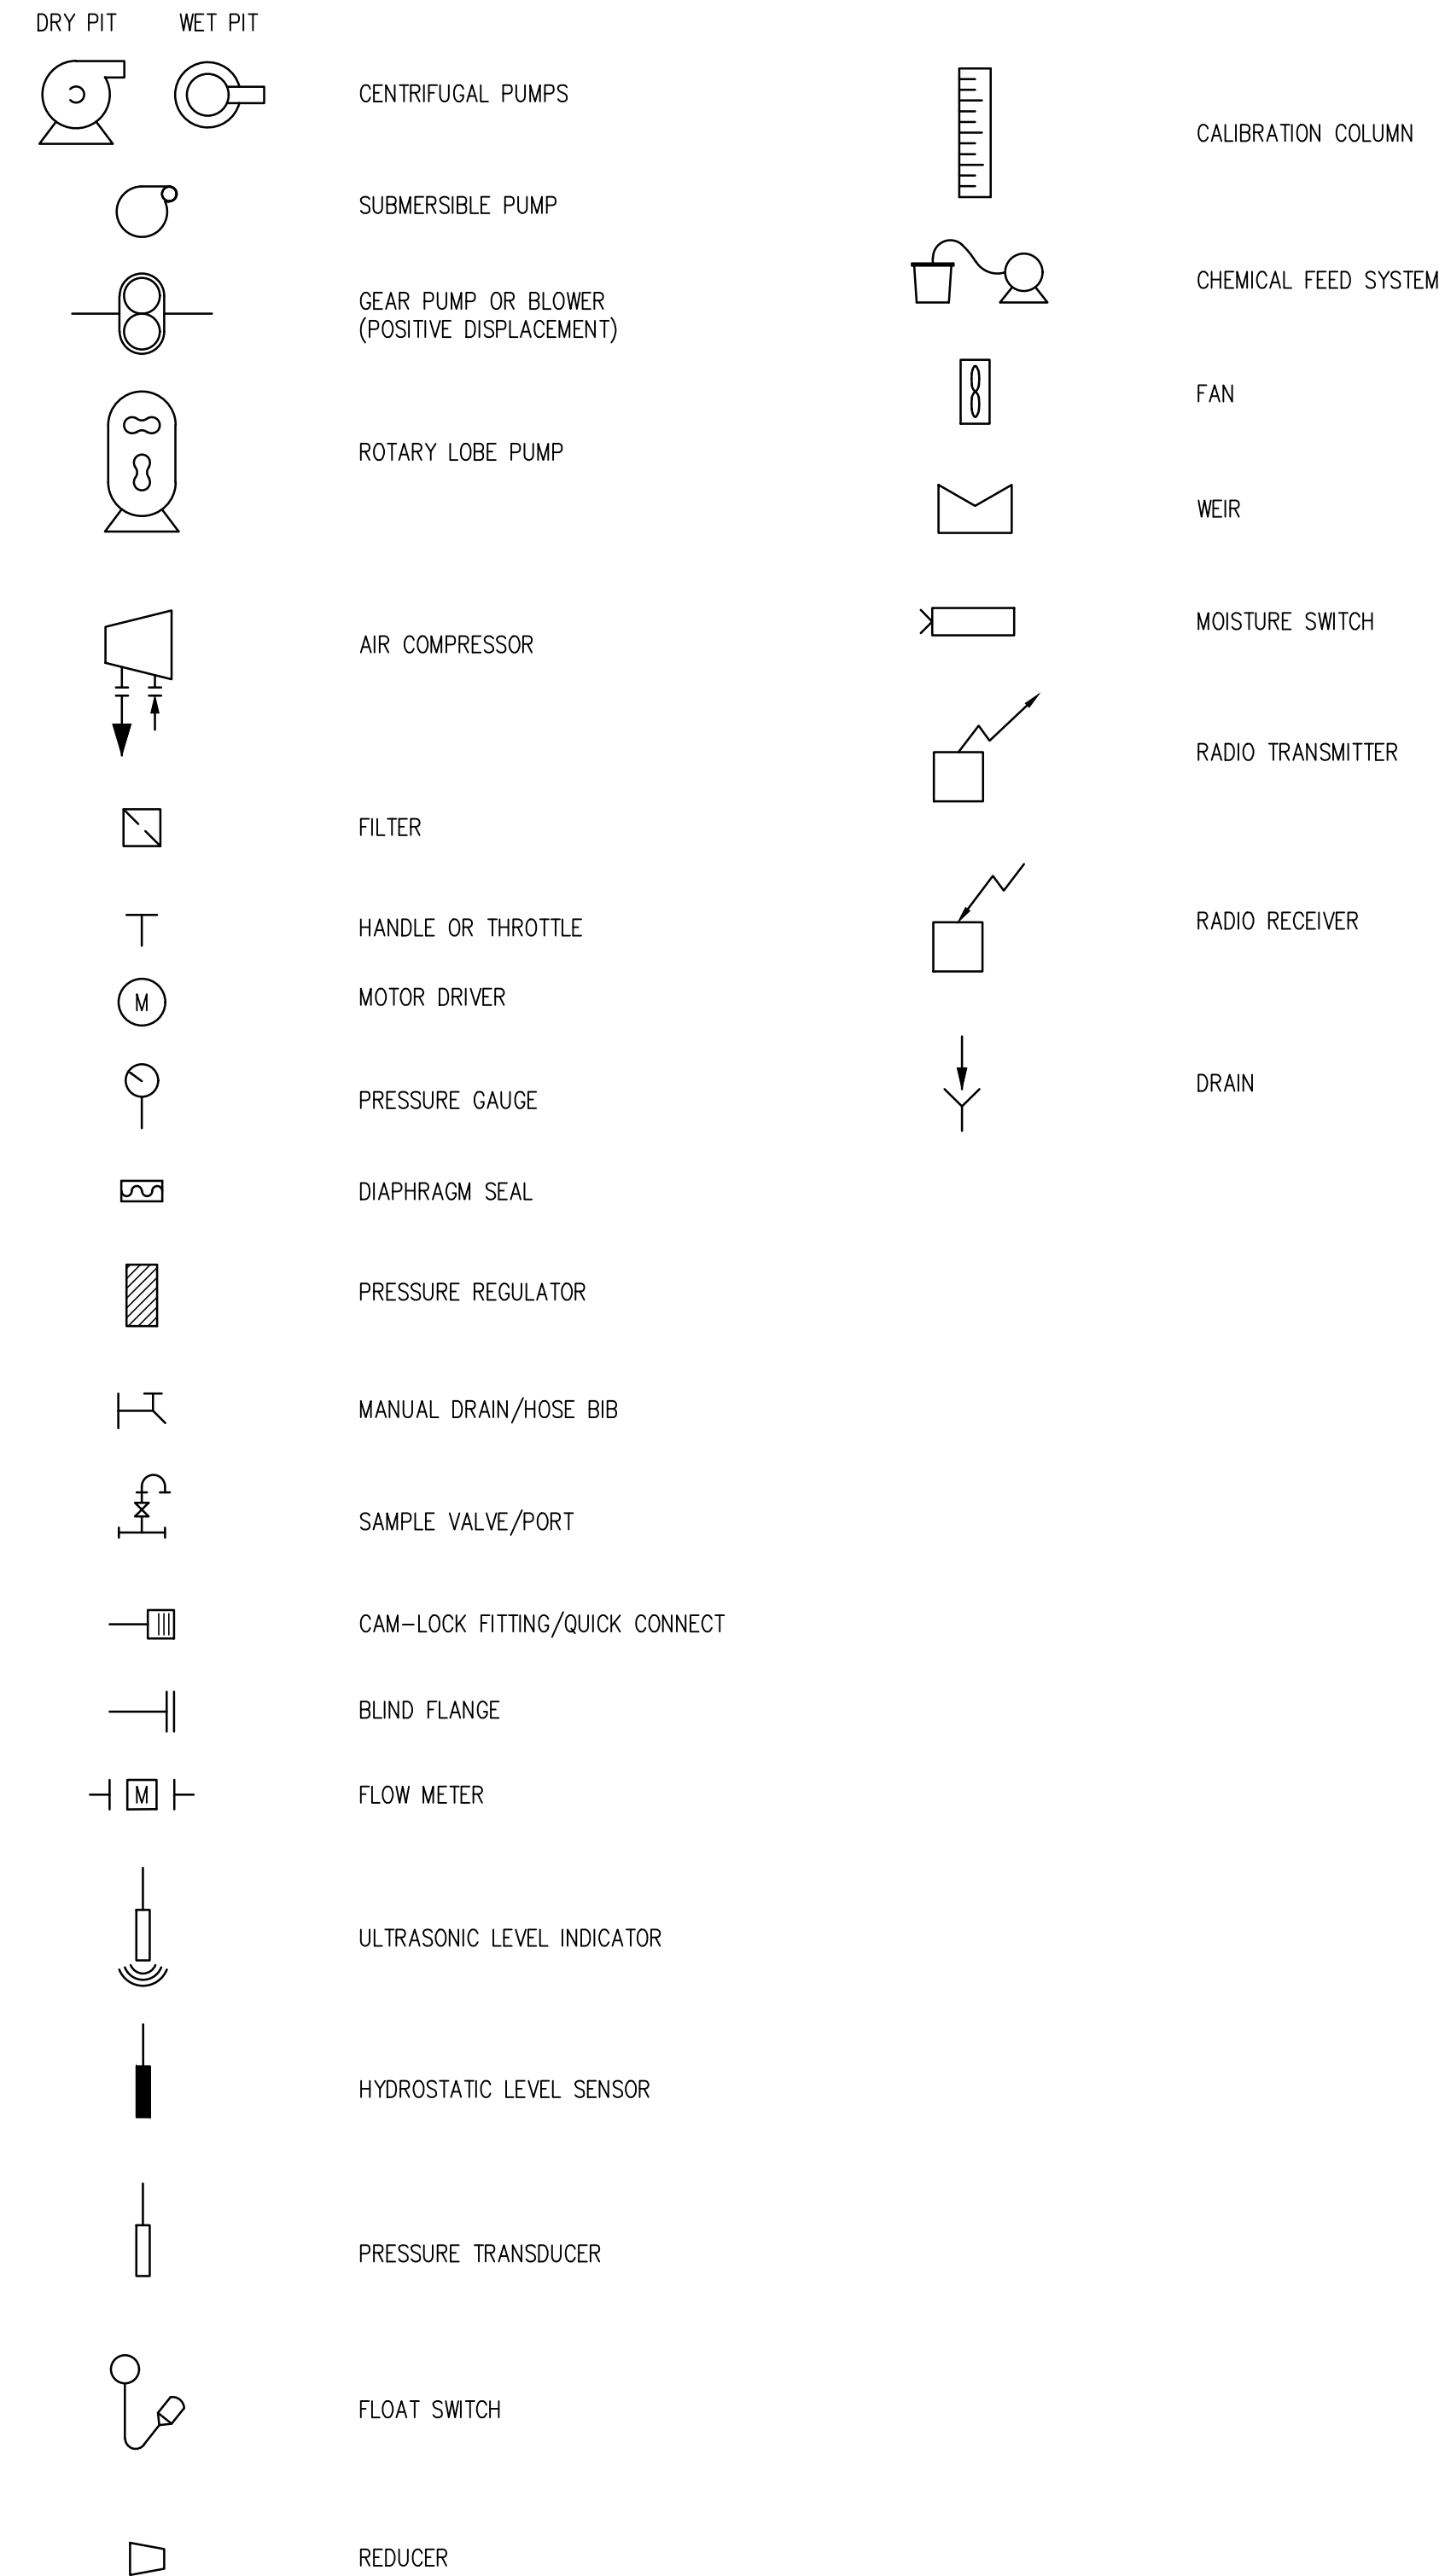 DRY PIT
WET PIT
CENTRIFUGAL PUMPS
SUBMERSIBLE PUMP
GEAR PUMP OR BLOWER
(POSITIVE DISPLACEMENT)
ROTARY LOBE PUMP
AIR COMPRESSOR
FILTER
HANDLE OR THROTTLE
M
MOTOR DRIVER
PRESSURE GAUGE
DIAPHRAGM SEAL
PRESSURE REGULATOR
MANUAL DRAIN/HOSE BIB
SAMPLE VALVE/PORT
CAM-LOCK FITTING/QUICK CONNECT
BLIND FLANGE
M
FLOW METER
ULTRASONIC LEVEL INDICATOR
HYDROSTATIC LEVEL SENSOR
PRESSURE TRANSDUCER
FLOAT SWITCH
REDUCER
CALIBRATION COLUMN
CHEMICAL FEED SYSTEM
FAN
WEIR
MOISTURE SWITCH
RADIO TRANSMITTER
RADIO RECEIVER
DRAIN